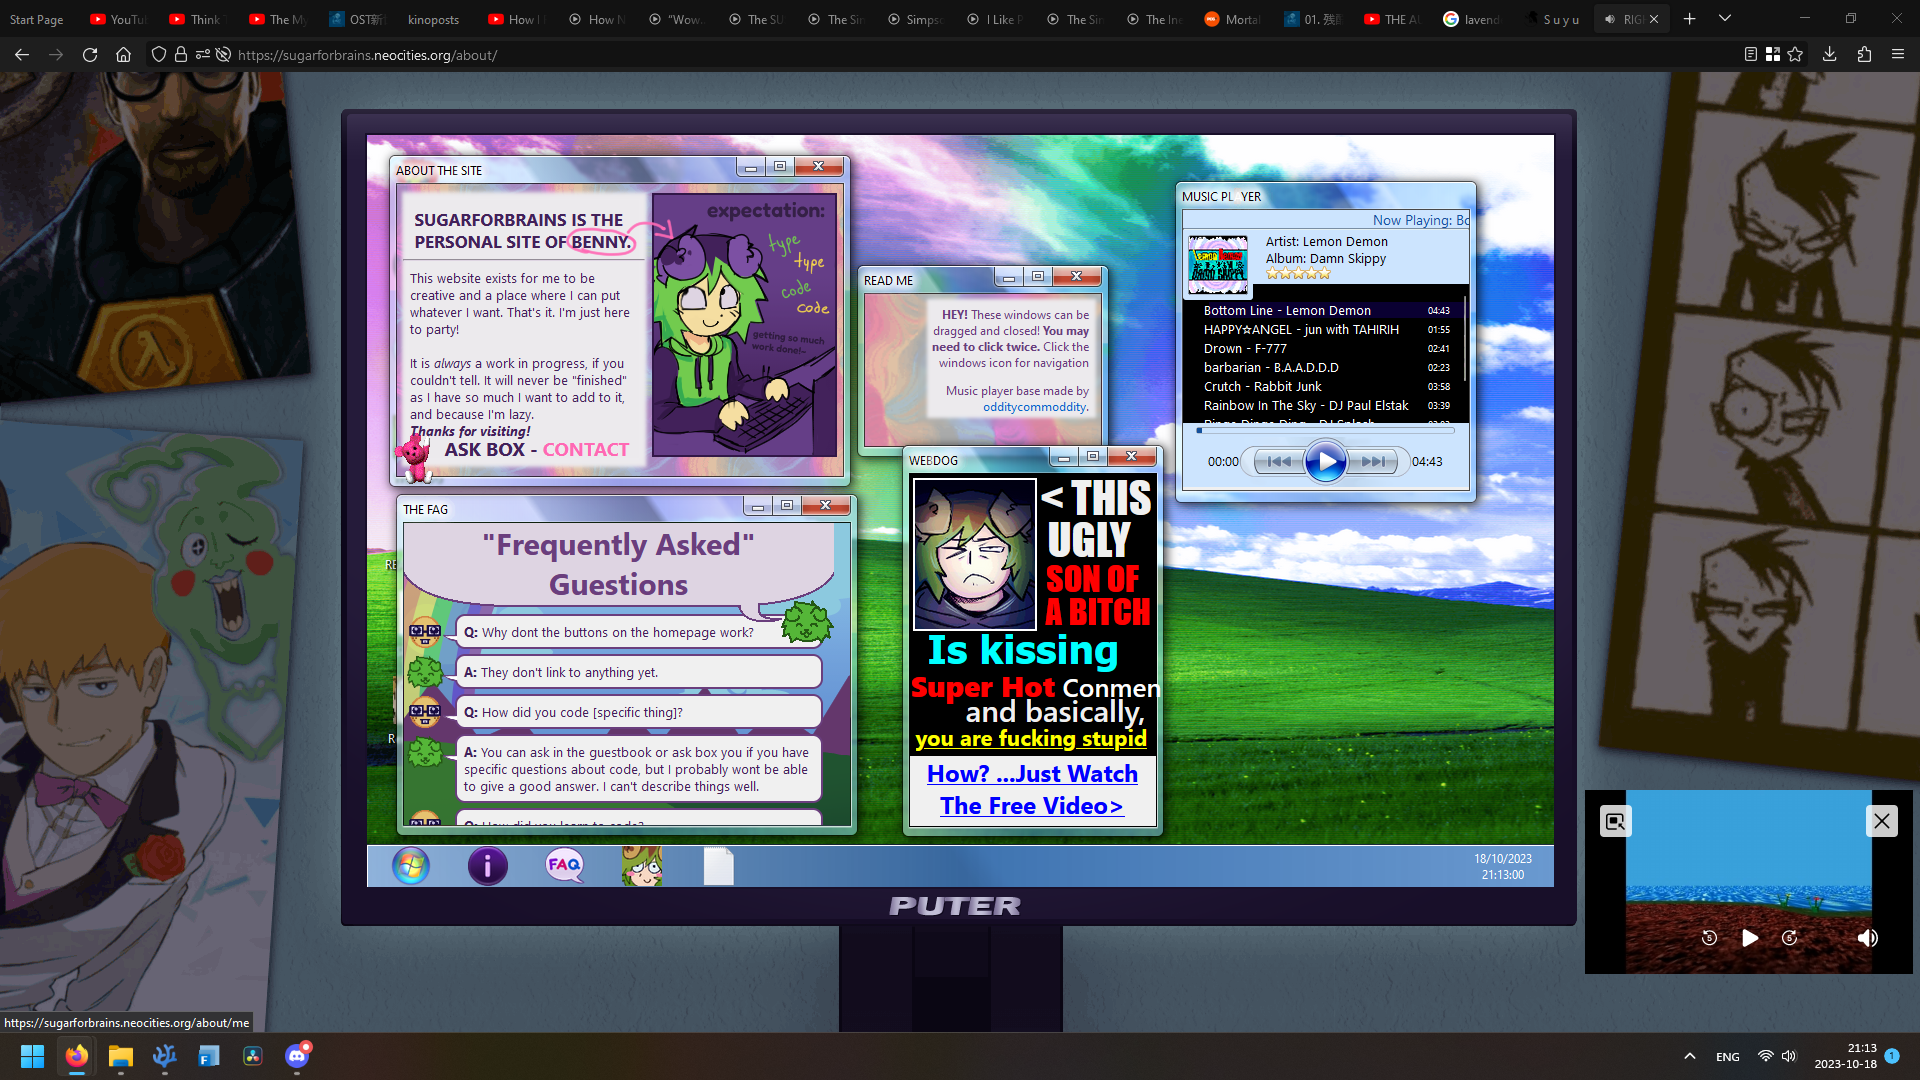 Start Page
YouTu
Think
The My
OST新
kinoposts
How I
How N
"Wow..
The SU
The Sim
Simpso
I Like P
The Sim
The Inc
Mortal
01. 残
THE AU
lavend
S u y u
RIG
https://sugarforbrains.neocities.org/about/
ABOUT THE SITE
SUGARFORBRAINS IS THE
PERSONAL SITE OF BENNY.
This website exists for me to be
creative and a place where I can put
whatever I want. That's it. I'm just here
to party!
It is always a work in progress, if you
couldn't tell. It will never be "finished"
as I have so much I want to add to it,
and because I'm lazy.
Thanks for visiting!
ASK BOX - CONTACT
expectation:
type
type
code
code
getting so much
work done!~
READ ME
HEY! These windows can be
dragged and closed! You may
need to click twice. Click the
windows icon for navigation
Music player base made by
odditycommoddity.
MUSIC PL YER
Now Playing: Bo
Artist: Lemon Demon
Album: Damn Skippy
Bottom Line - Lemon Demon 04:43
HAPPY☆ANGEL - jun with TAHIRIH 01:55
Drown - F-777 02:41
barbarian - B.A.A.D.D.D 02:23
Crutch - Rabbit Junk 03:58
Rainbow In The Sky - DJ Paul Elstak 03:39
00:00
04:43
THE FAG
"Frequently Asked"
Guestions
Q: Why dont the buttons on the homepage work?
A: They don't link to anything yet.
Q: How did you code [specific thing]?
A: You can ask in the guestbook or ask box you if you have
specific questions about code, but I probably wont be able
to give a good answer. I can't describe things well.
Q: How did you learn to code?
WEBDOG
< THIS
UGLY
SON OF
A BITCH
Is kissing
Super Hot Conmen
and basically,
you are fucking stupid
How? ...Just Watch
The Free Video>
FAQ
18/10/2023
21:13:00
PUTER
5
5
https://sugarforbrains.neocities.org/about/me
ENG
21:13
2023-10-18
1